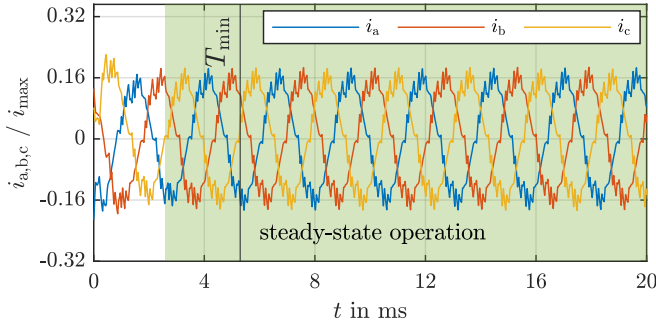 i_a i_b i_c
T_min
i_a,b,c / i_max
0.32
0.16
0
-0.16
-0.32
steady-state operation
0 4 8 12 16 20
t in ms